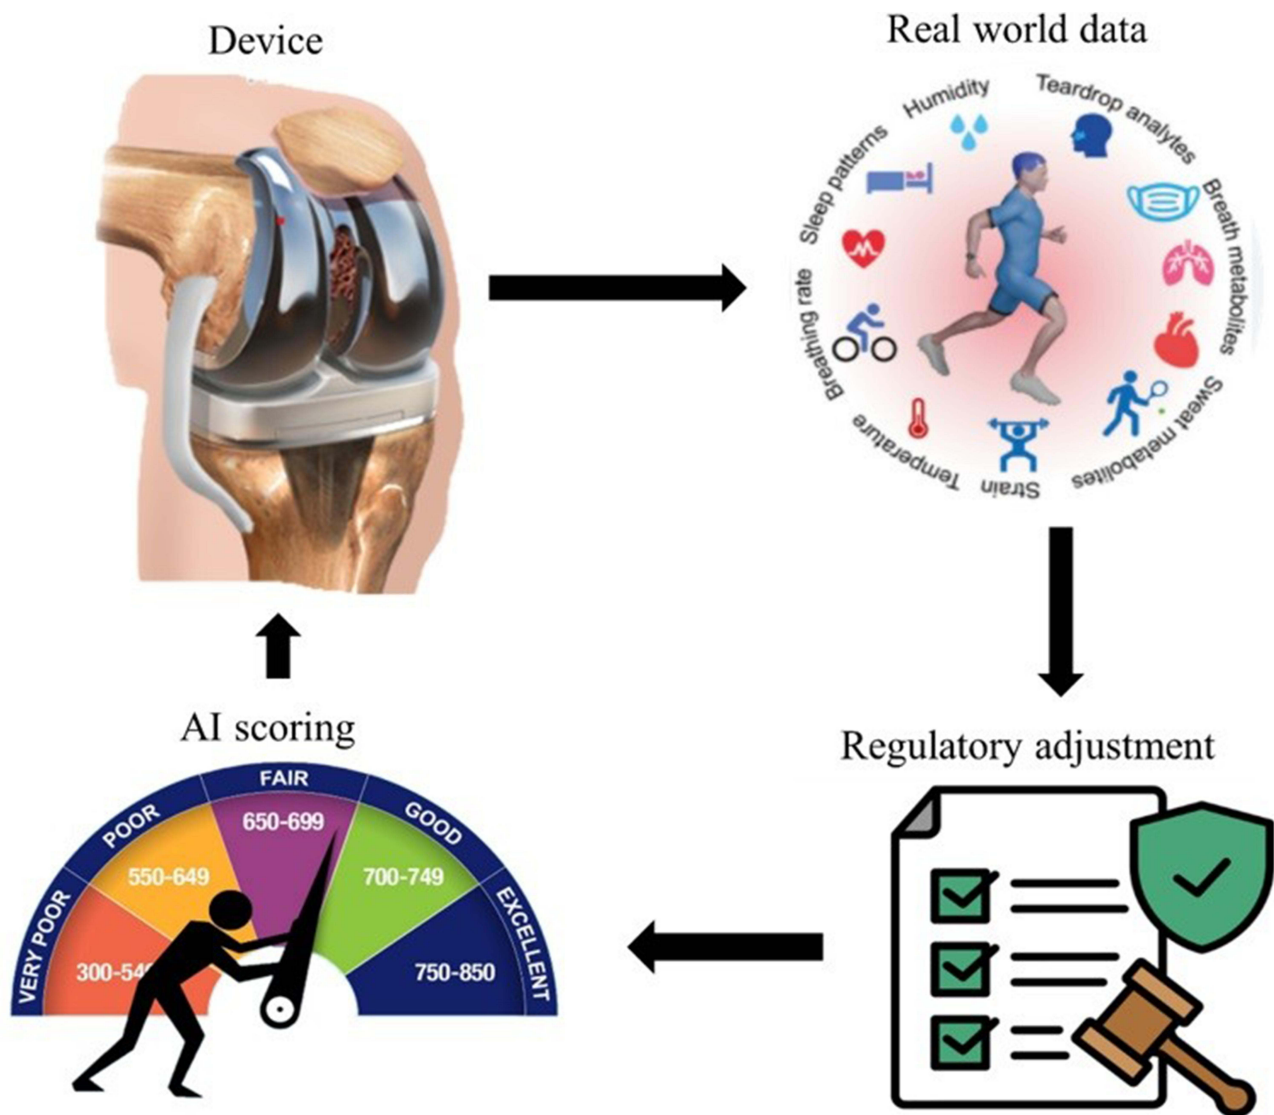 Device
Real world data
Humidity
Teardrop analytes
Sleep patterns
Breath metabolites
Breathing rate
Sweat metabolites
Temperature
Strain
AI scoring
Regulatory adjustment
FAIR
650-699
POOR
GOOD
550-649
700-749
VERY POOR
EXCELLENT
750-850